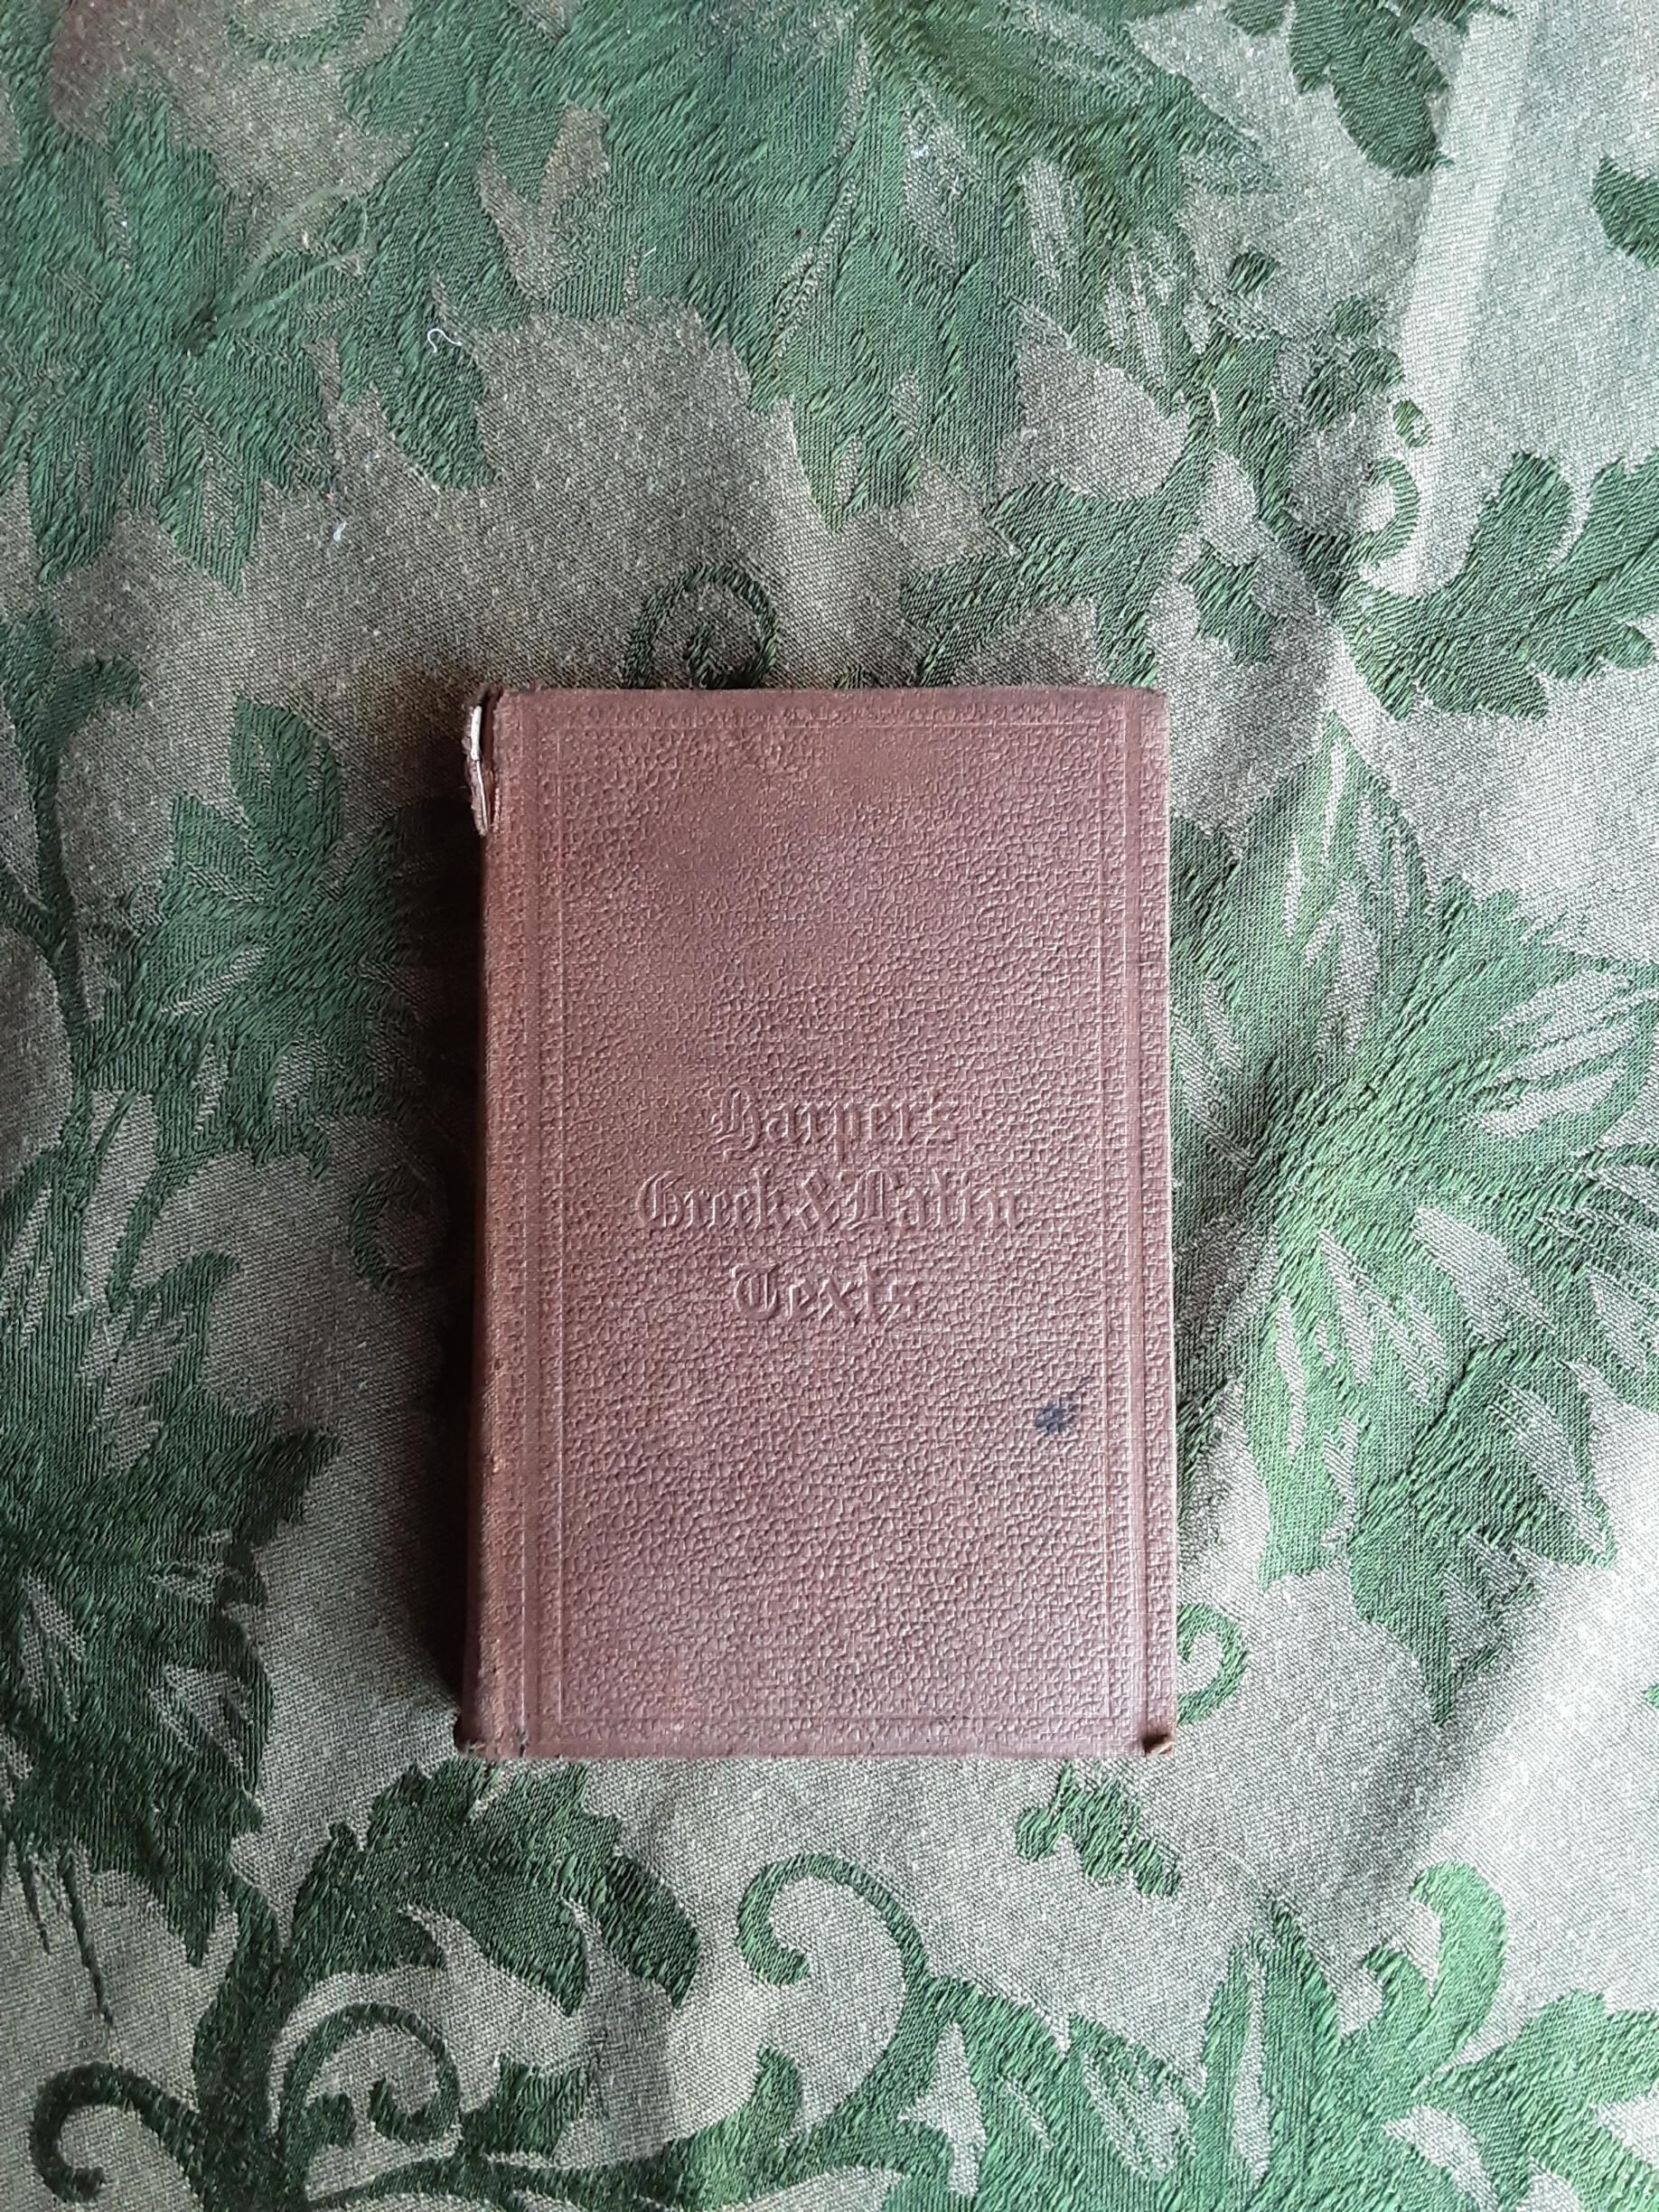 Harper's
Greek & Latin
Texts